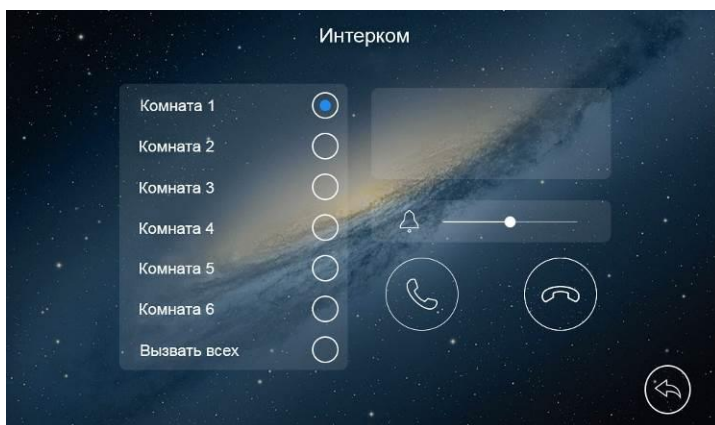 Интерком
Комната 1
Комната 2
Комната 3
Комната 4
Комната 5
Комната 6
Вызвать всех